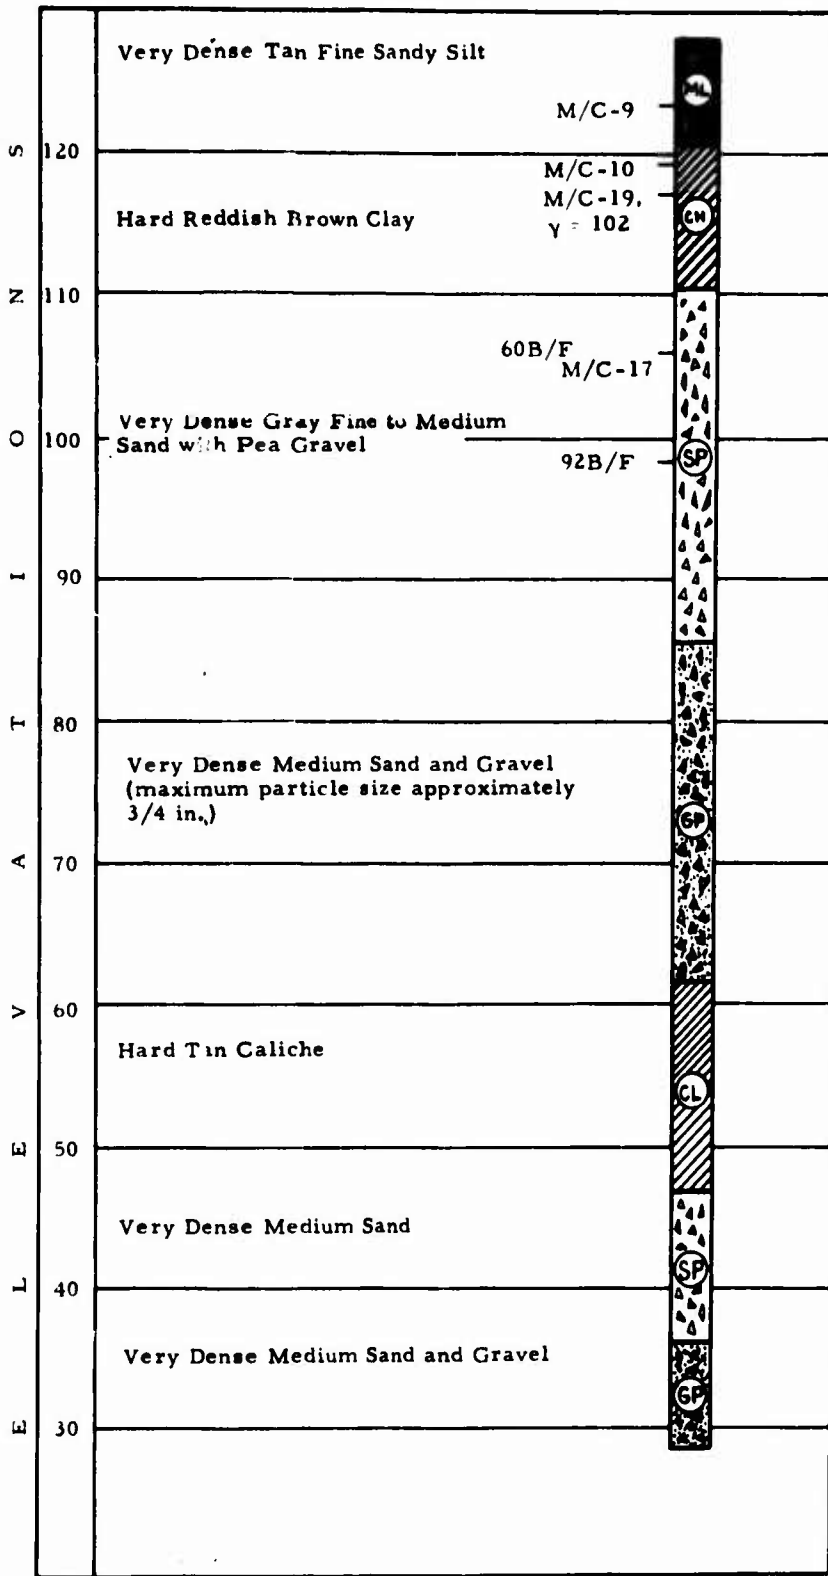 Very Dense Tan Fine Sandy Silt
ML
M/C-9
120
M/C-10
M/C-19,
Hard Reddish Brown Clay
CH
γ = 102
110
60B/F
M/C-17
Very Dense Gray Fine to Medium
100
Sand with Pea Gravel
92B/F
SP
90
80
Very Dense Medium Sand and Gravel
(maximum particle size approximately
3/4 in.)
GP
70
60
Hard Tan Caliche
CL
50
Very Dense Medium Sand
SP
40
Very Dense Medium Sand and Gravel
GP
30
ELEVATIONS